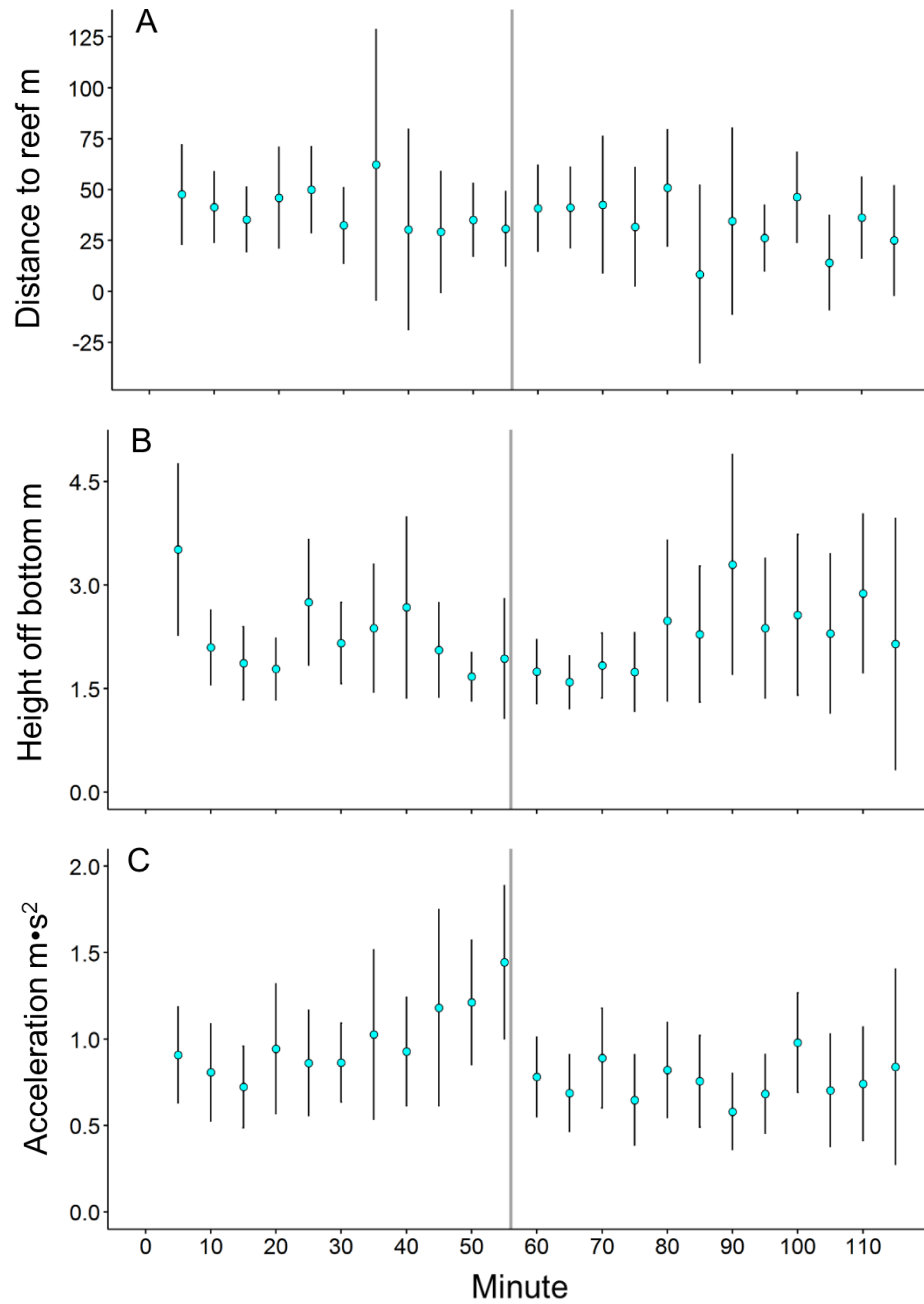 A
Distance to reef m
125
100
75
50
25
0
-25
B
Height off bottom m
4.5
3.0
1.5
0.0
C
Acceleration m•s²
2.0
1.5
1.0
0.5
0.0
0 10 20 30 40 50 60 70 80 90 100 110
Minute